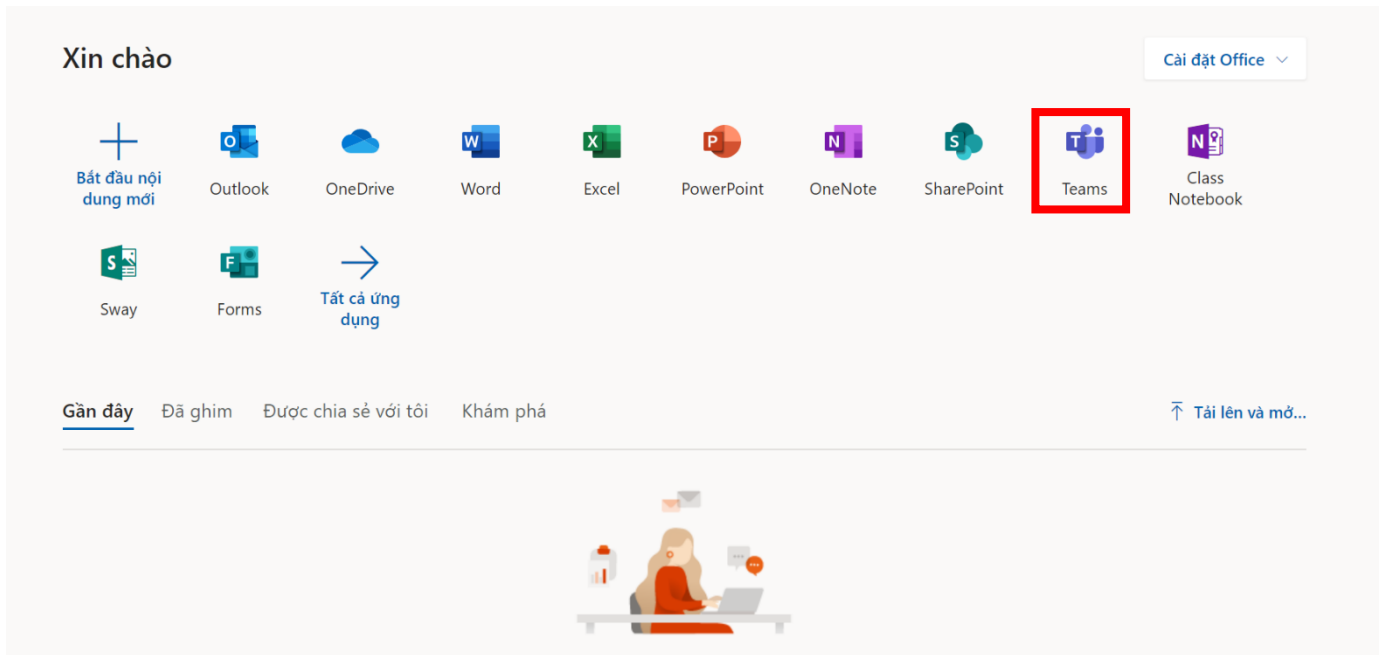 Xin chào
Cài đặt Office
Bắt đầu nội
dung mới
Outlook
OneDrive
Word
Excel
PowerPoint
OneNote
SharePoint
Teams
Class
Notebook
Sway
Forms
Tất cả ứng
dụng
Gần đây Đã ghim Được chia sẻ với tôi Khám phá
Tải lên và mở...